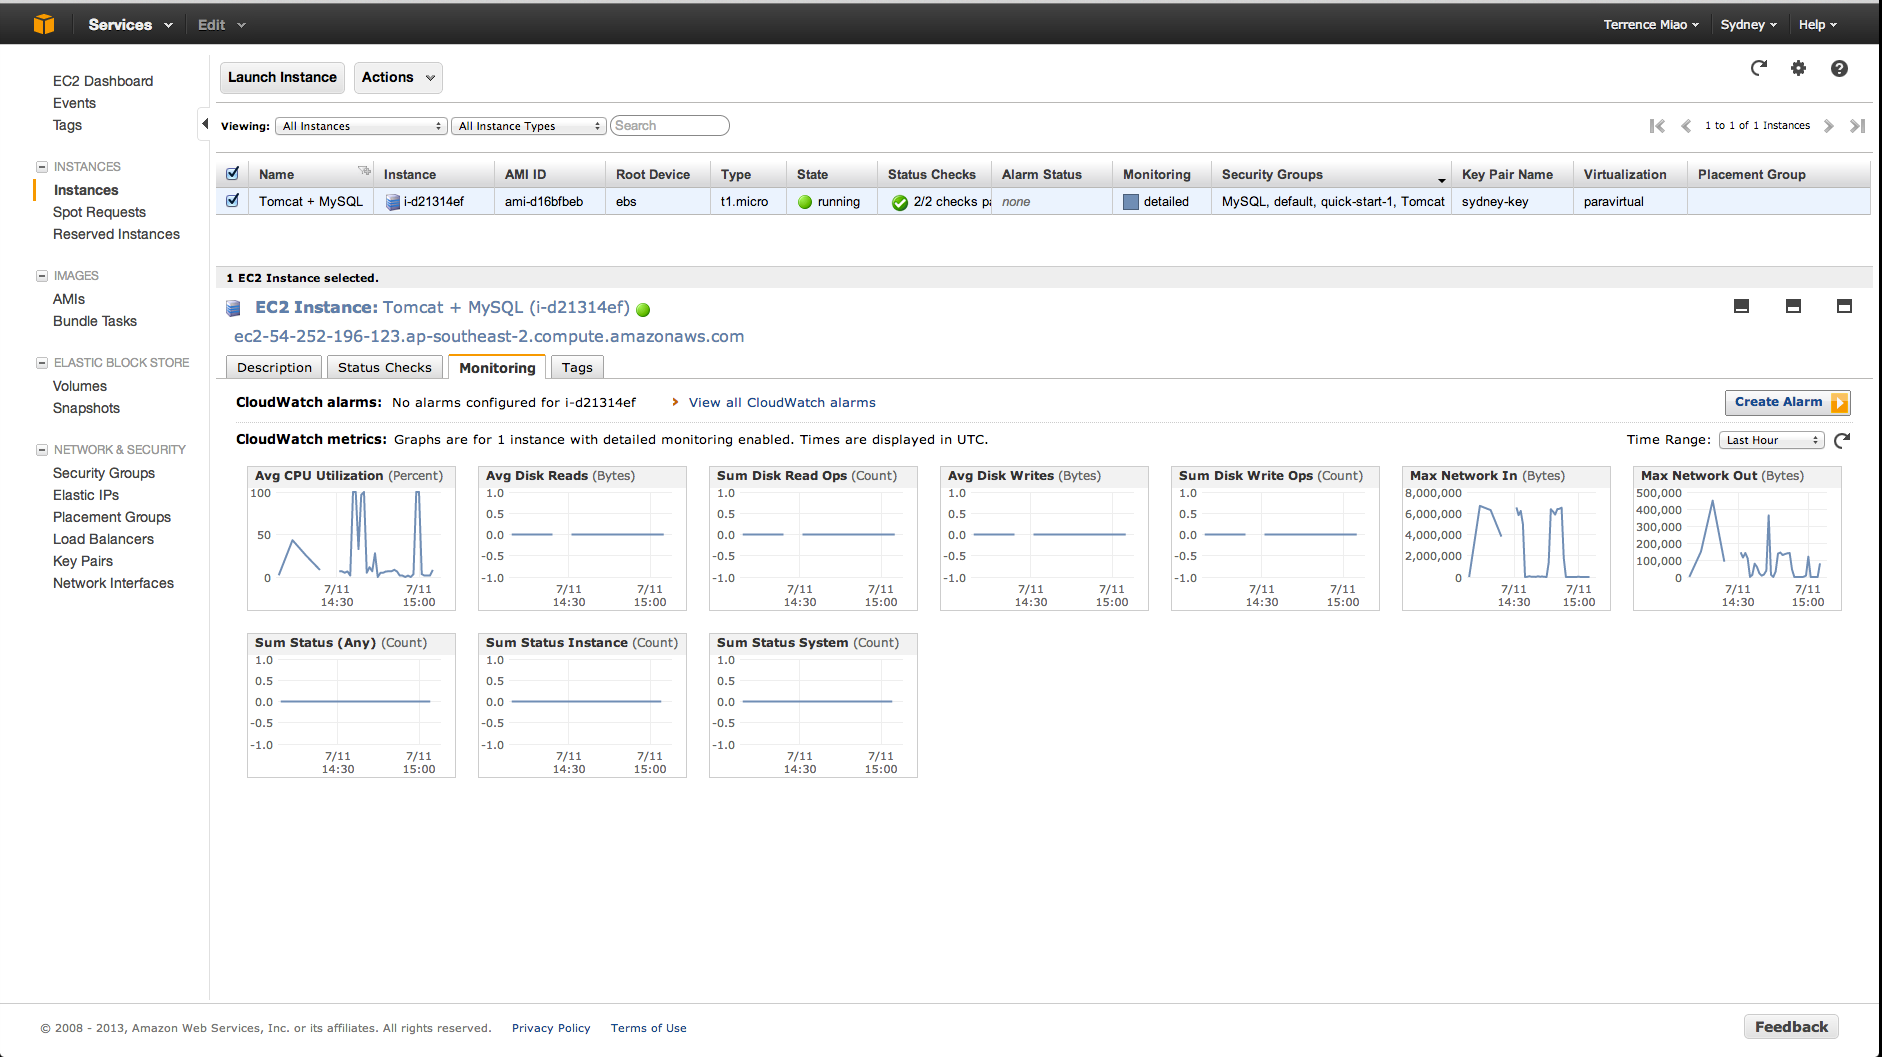 Services Edit Terrence Miao Sydney Help
EC2 Dashboard
Events
Tags
INSTANCES
Instances
Spot Requests
Reserved Instances
IMAGES
AMIs
Bundle Tasks
ELASTIC BLOCK STORE
Volumes
Snapshots
NETWORK & SECURITY
Security Groups
Elastic IPs
Placement Groups
Load Balancers
Key Pairs
Network Interfaces
Launch Instance Actions
Viewing: All Instances All Instance Types Search 1 to 1 of 1 Instances
Name Instance AMI ID Root Device Type State Status Checks Alarm Status Monitoring Security Groups Key Pair Name Virtualization Placement Group
Tomcat + MySQL i-d21314ef ami-d16bfbeb ebs t1.micro running 2/2 checks pa none detailed MySQL, default, quick-start-1, Tomcat sydney-key paravirtual
1 EC2 Instance selected.
EC2 Instance: Tomcat + MySQL (i-d21314ef)
ec2-54-252-196-123.ap-southeast-2.compute.amazonaws.com
Description Status Checks Monitoring Tags
CloudWatch alarms: No alarms configured for i-d21314ef View all CloudWatch alarms Create Alarm
CloudWatch metrics: Graphs are for 1 instance with detailed monitoring enabled. Times are displayed in UTC. Time Range: Last Hour
Avg CPU Utilization (Percent)
100
50
0
7/11 7/11
14:30 15:00
Avg Disk Reads (Bytes)
1.0
0.5
0.0
-0.5
-1.0
7/11 7/11
14:30 15:00
Sum Disk Read Ops (Count)
1.0
0.5
0.0
-0.5
-1.0
7/11 7/11
14:30 15:00
Avg Disk Writes (Bytes)
1.0
0.5
0.0
-0.5
-1.0
7/11 7/11
14:30 15:00
Sum Disk Write Ops (Count)
1.0
0.5
0.0
-0.5
-1.0
7/11 7/11
14:30 15:00
Max Network In (Bytes)
8,000,000
6,000,000
4,000,000
2,000,000
0
7/11 7/11
14:30 15:00
Max Network Out (Bytes)
500,000
400,000
300,000
200,000
100,000
0
7/11 7/11
14:30 15:00
Sum Status (Any) (Count)
1.0
0.5
0.0
-0.5
-1.0
7/11 7/11
14:30 15:00
Sum Status Instance (Count)
1.0
0.5
0.0
-0.5
-1.0
7/11 7/11
14:30 15:00
Sum Status System (Count)
1.0
0.5
0.0
-0.5
-1.0
7/11 7/11
14:30 15:00
© 2008 - 2013, Amazon Web Services, Inc. or its affiliates. All rights reserved. Privacy Policy Terms of Use Feedback